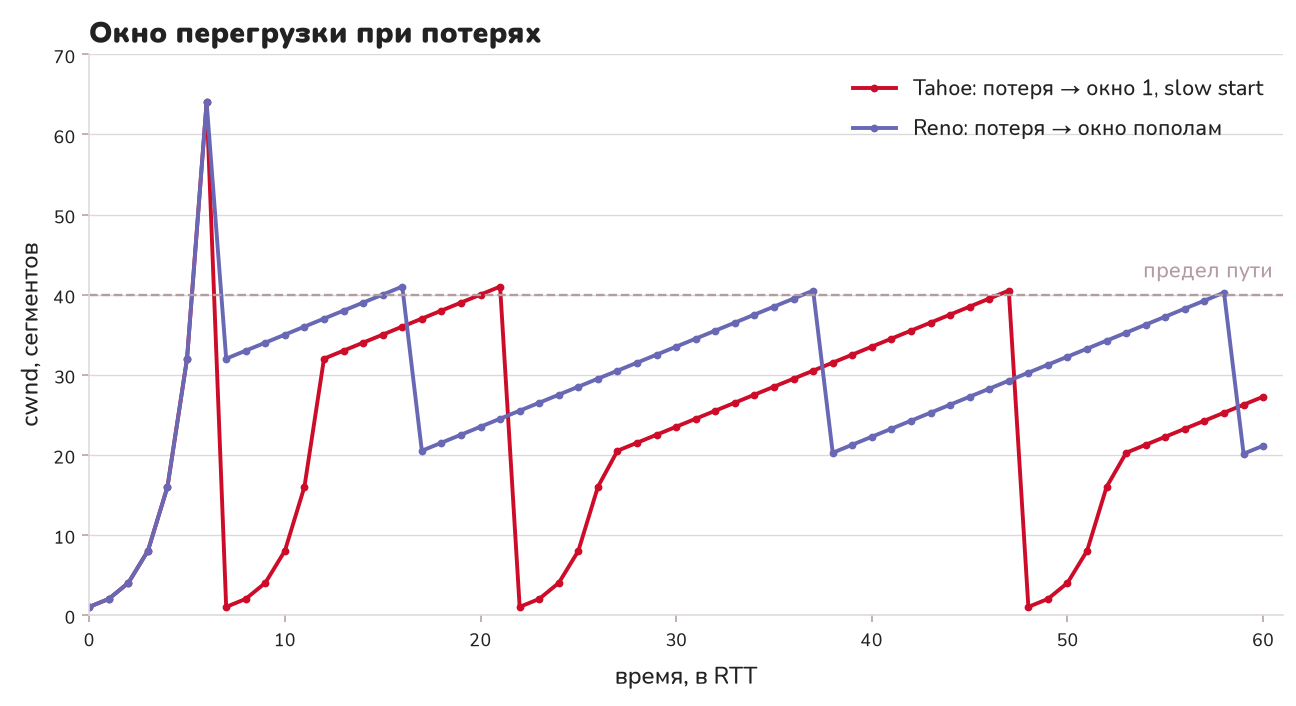 Окно перегрузки при потерях
70
60
50
40
30
20
10
0
cwnd, сегментов
Tahoe: потеря → окно 1, slow start
Reno: потеря → окно пополам
предел пути
0 10 20 30 40 50 60
время, в RTT